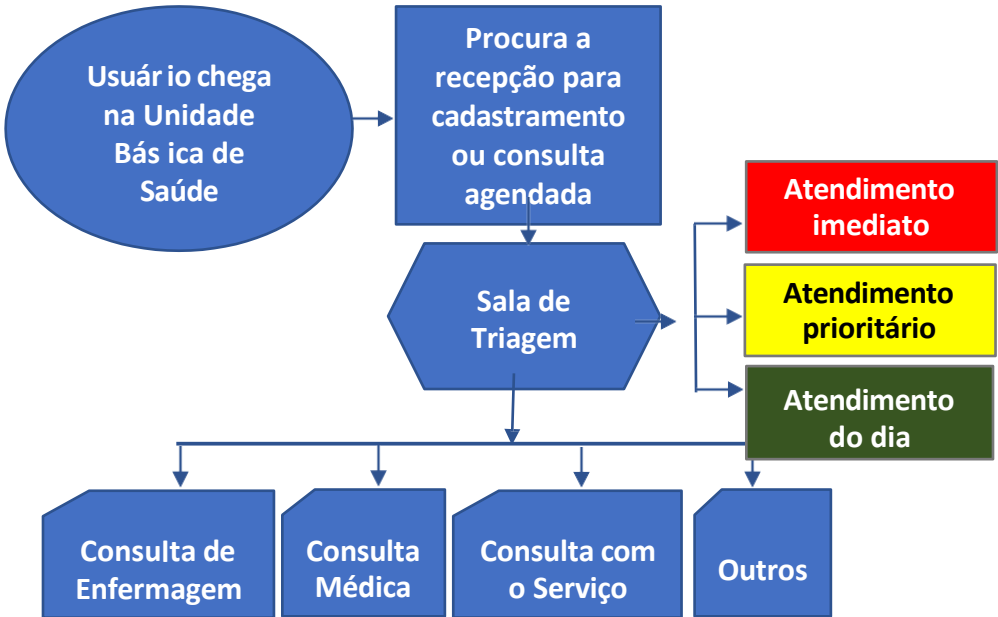 Usuár io chega
na Unidade
Bás ica de
Saúde
Procura a
recepção para
cadastramento
ou consulta
agendada
Sala de
Triagem
Atendimento
imediato
Atendimento
prioritário
Atendimento
do dia
Consulta de
Enfermagem
Consulta
Médica
Consulta com
o Serviço
Outros